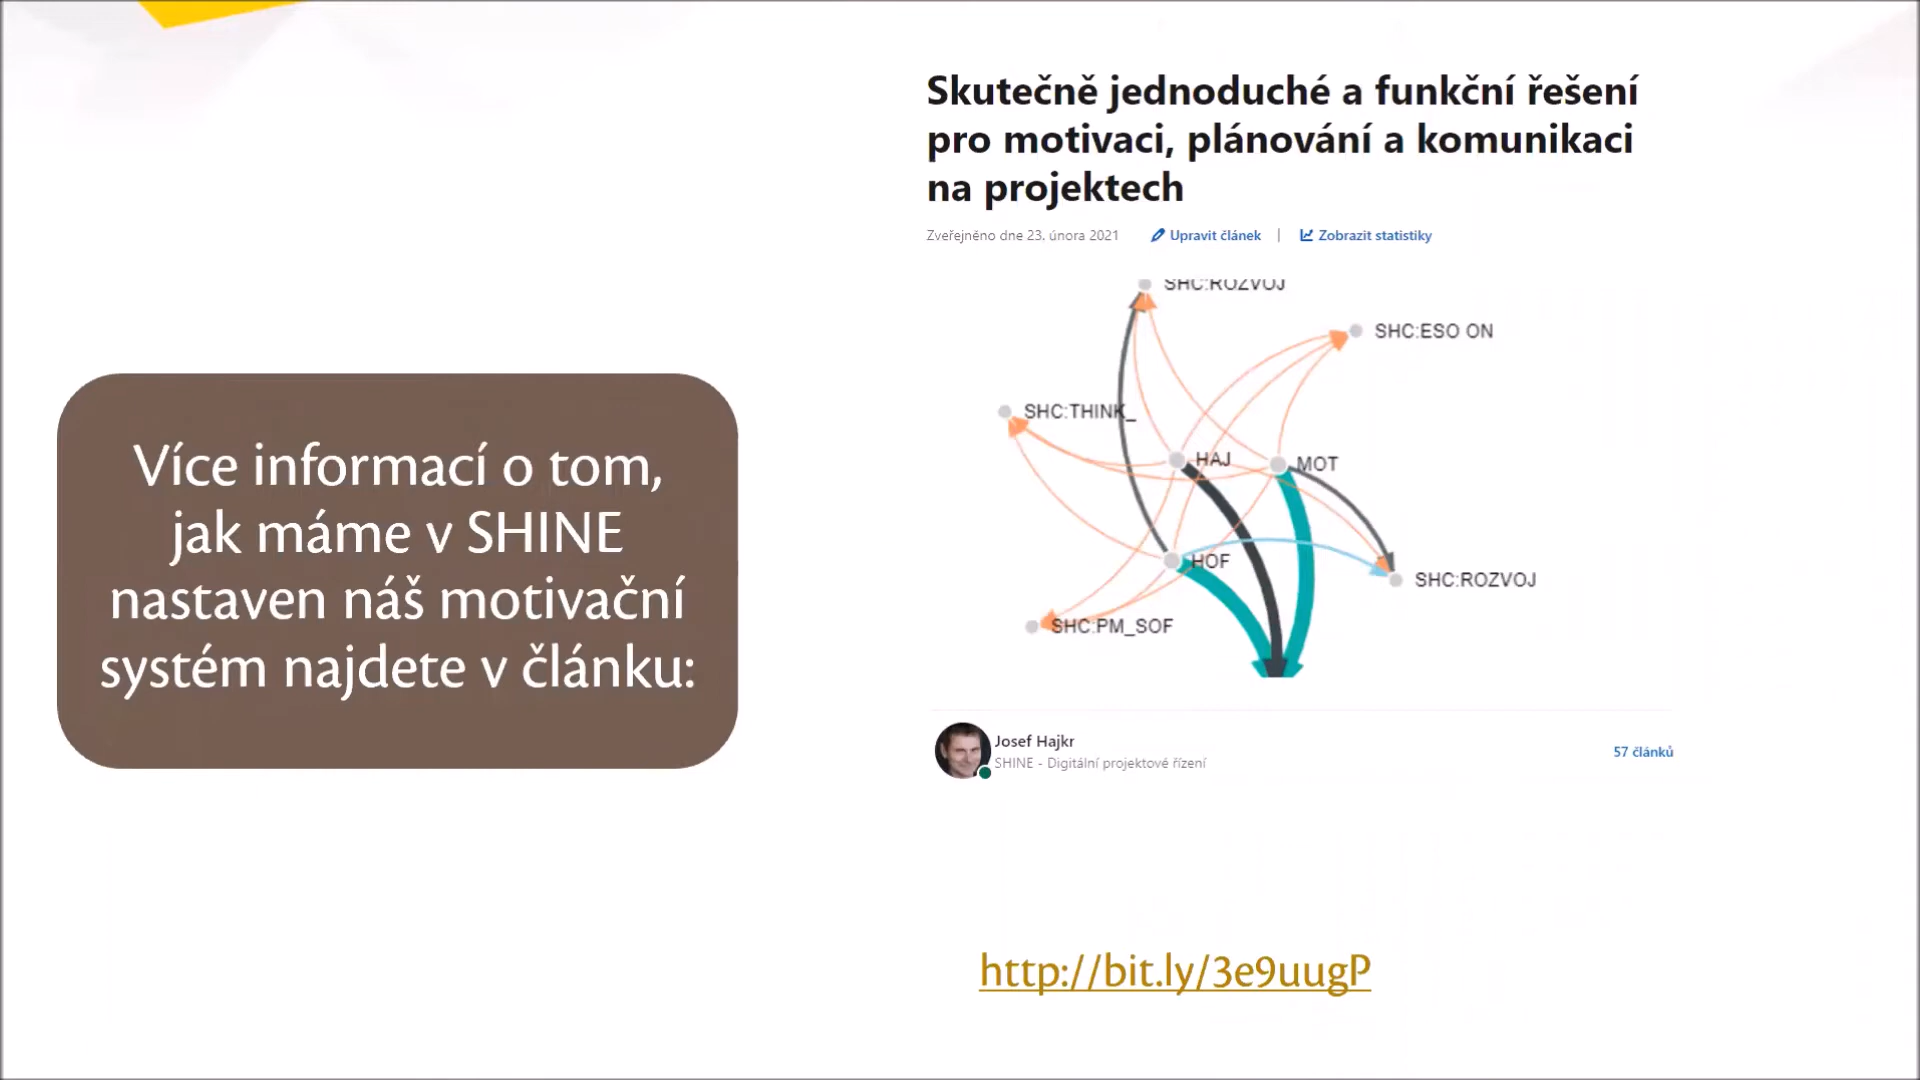 Skutečně jednoduché a funkční řešení
pro motivaci, plánování a komunikaci
na projektech
Zveřejněno dne 23. února 2021 Upravit článek | Zobrazit statistiky
SHC:ROZVOJ
SHC:ESO ON
SHC:THINK_
HAJ
MOT
HOF
SHC:ROZVOJ
SHC:PM_SOF
Více informací o tom,
jak máme v SHINE
nastaven náš motivační
systém najdete v článku:
Josef Hajkr
SHINE - Digitální projektové řízení
57 článků
http://bit.ly/3e9uugP